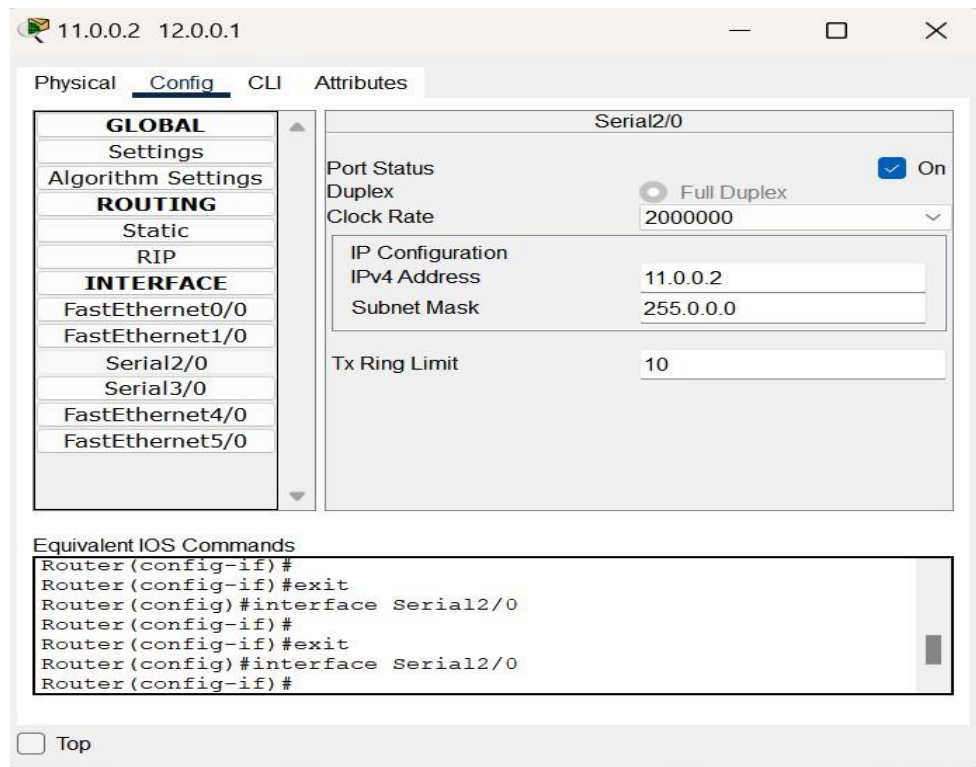 11.0.0.2 12.0.0.1
Physical Config CLI Attributes
GLOBAL
Settings
Algorithm Settings
ROUTING
Static
RIP
INTERFACE
FastEthernet0/0
FastEthernet1/0
Serial2/0
Serial3/0
FastEthernet4/0
FastEthernet5/0
Serial2/0
Port Status On
Duplex Full Duplex
Clock Rate 2000000
IP Configuration
IPv4 Address 11.0.0.2
Subnet Mask 255.0.0.0
Tx Ring Limit 10
Equivalent IOS Commands
Router(config-if)#
Router(config-if)#exit
Router(config)#interface Serial2/0
Router(config-if)#
Router(config-if)#exit
Router(config)#interface Serial2/0
Router(config-if)#
Top